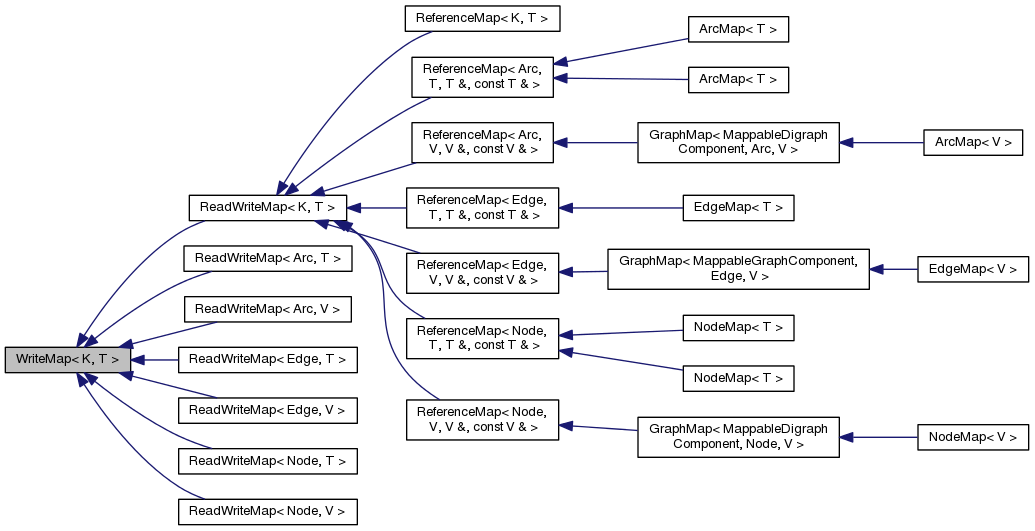 ReferenceMap< K, T >
ArcMap< T >
ReferenceMap< Arc,
T, T &, const T & >
ArcMap< T >
ReferenceMap< Arc,
V, V &, const V & >
GraphMap< MappableDigraph
Component, Arc, V >
ArcMap< V >
ReadWriteMap< K, T >
ReferenceMap< Edge,
T, T &, const T & >
EdgeMap< T >
ReadWriteMap< Arc, T >
ReferenceMap< Edge,
V, V &, const V & >
GraphMap< MappableGraphComponent,
Edge, V >
EdgeMap< V >
ReadWriteMap< Arc, V >
ReferenceMap< Node,
T, T &, const T & >
NodeMap< T >
WriteMap< K, T >
ReadWriteMap< Edge, T >
NodeMap< T >
ReadWriteMap< Edge, V >
ReferenceMap< Node,
V, V &, const V & >
GraphMap< MappableDigraph
Component, Node, V >
NodeMap< V >
ReadWriteMap< Node, T >
ReadWriteMap< Node, V >